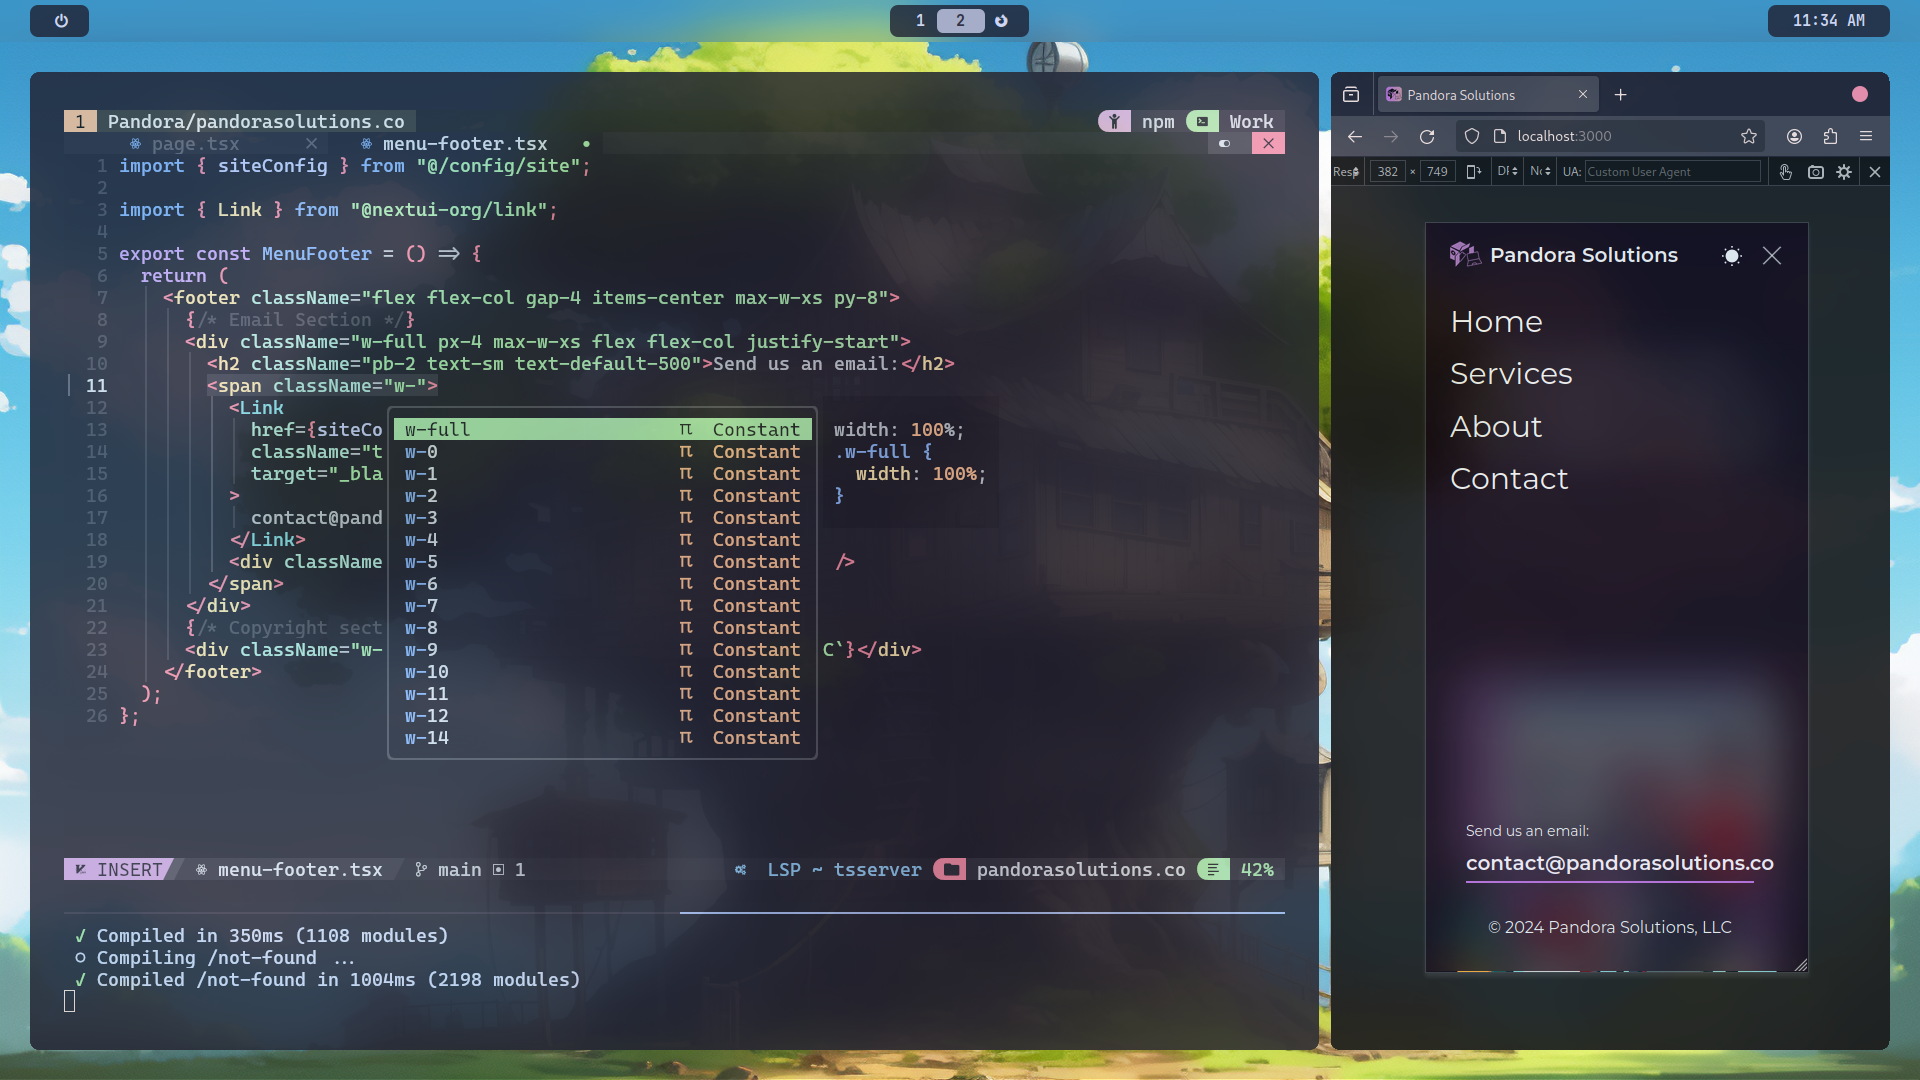 1 2
11:34 AM
1 Pandora/pandorasolutions.co
npm Work
page.tsx
menu-footer.tsx
1 import { siteConfig } from "@/config/site";
2
3 import { Link } from "@nextui-org/link";
4
5 export const MenuFooter = () => {
6 return (
7 <footer className="flex flex-col gap-4 items-center max-w-xs py-8">
8 {/* Email Section */}
9 <div className="w-full px-4 max-w-xs flex flex-col justify-start">
10 <h2 className="pb-2 text-sm text-default-500">Send us an email:</h2>
11 <span className="w-">
12 <Link
13 href={siteCo
14 className="t
15 target="_bla
16 >
17 contact@pand
18 </Link>
19 <div className />
20 </span>
21 </div>
22 {/* Copyright sect
23 <div className="w- C`}</div>
24 </footer>
25 );
26 };
w-full π Constant
w-0 π Constant
w-1 π Constant
w-2 π Constant
w-3 π Constant
w-4 π Constant
w-5 π Constant
w-6 π Constant
w-7 π Constant
w-8 π Constant
w-9 π Constant
w-10 π Constant
w-11 π Constant
w-12 π Constant
w-14 π Constant
width: 100%;
.w-full {
width: 100%;
}
INSERT menu-footer.tsx main 1
LSP ~ tsserver pandorasolutions.co 42%
✓ Compiled in 350ms (1108 modules)
○ Compiling /not-found ...
✓ Compiled /not-found in 1004ms (2198 modules)
Pandora Solutions
localhost:3000
Resp 382 × 749 UA: Custom User Agent
Pandora Solutions
Home
Services
About
Contact
Send us an email:
contact@pandorasolutions.co
© 2024 Pandora Solutions, LLC